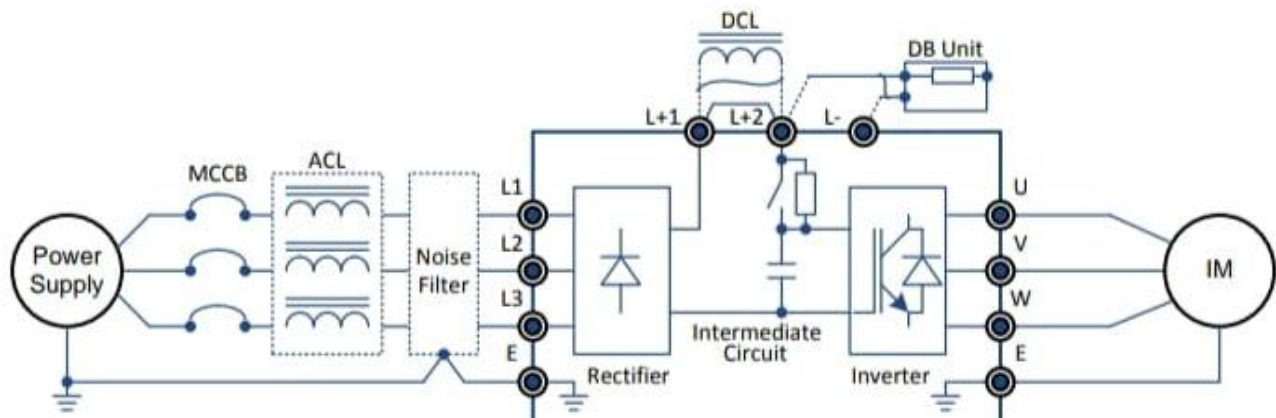 DCL
DB Unit
L+1
L+2
L-
MCCB
ACL
L1
U
L2
V
Power
Supply
Noise
Filter
IM
L3
W
Intermediate
Circuit
E
E
Rectifier
Inverter